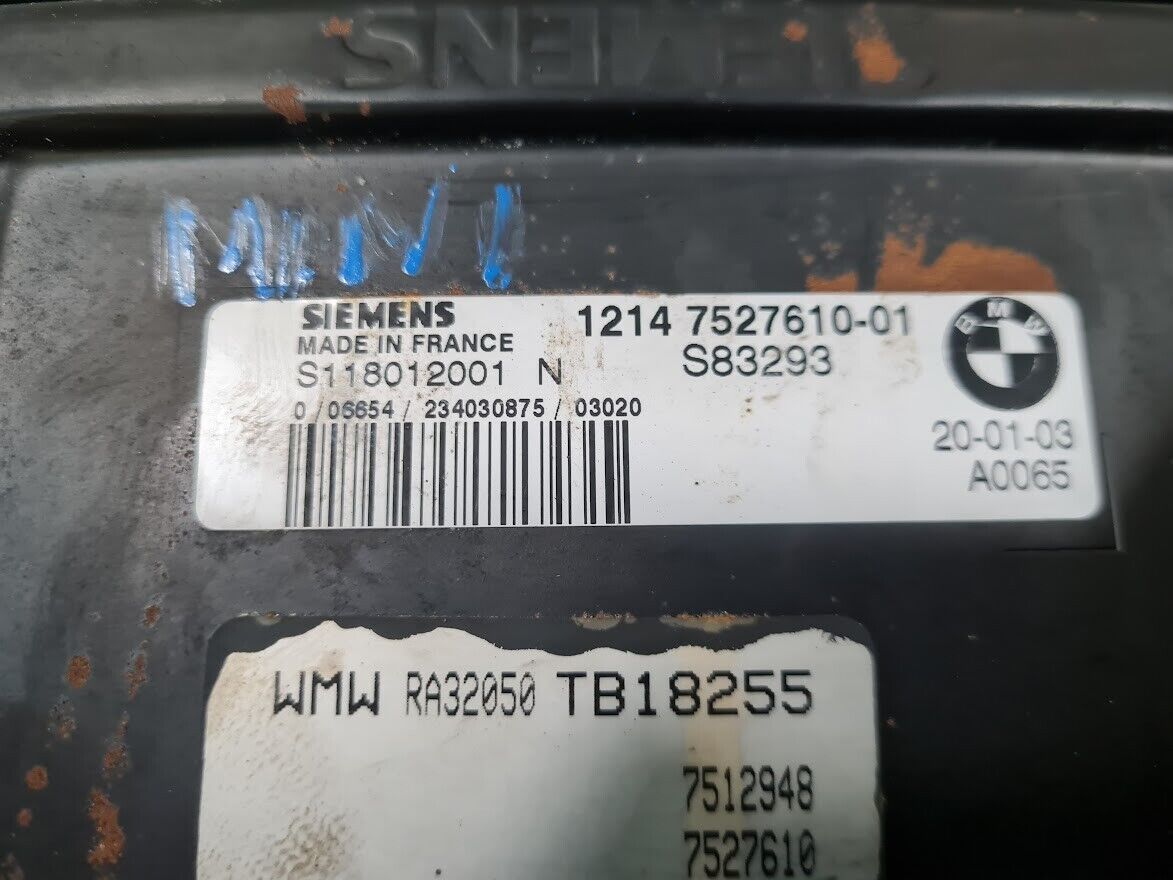 SIEMENS
MINI
SIEMENS
MADE IN FRANCE
S118012001 N
0 / 06654 / 234030875 / 03020
1214 7527610-01
S83293
BMW
20-01-03
A0065
WMW RA32050 TB18255
7512948
7527610